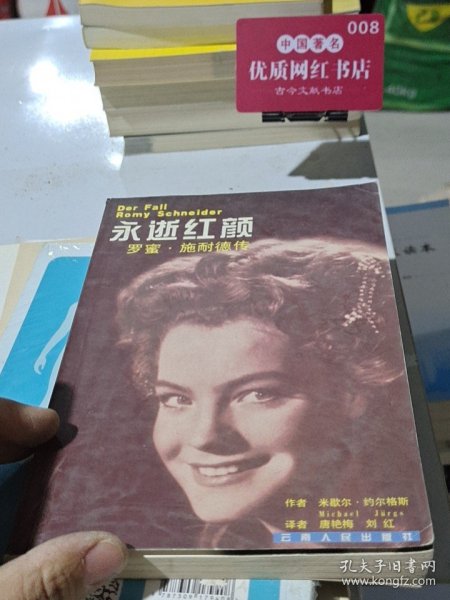 008
中国著名
优质网红书店
古今文献书店
Der Fall
Romy Schneider
永逝红颜
罗蜜·施耐德传
读本
作者 米歇尔·约尔格斯
Michael Jürgs
译者 唐艳梅 刘红
云南人民出版社
孔夫子旧书网